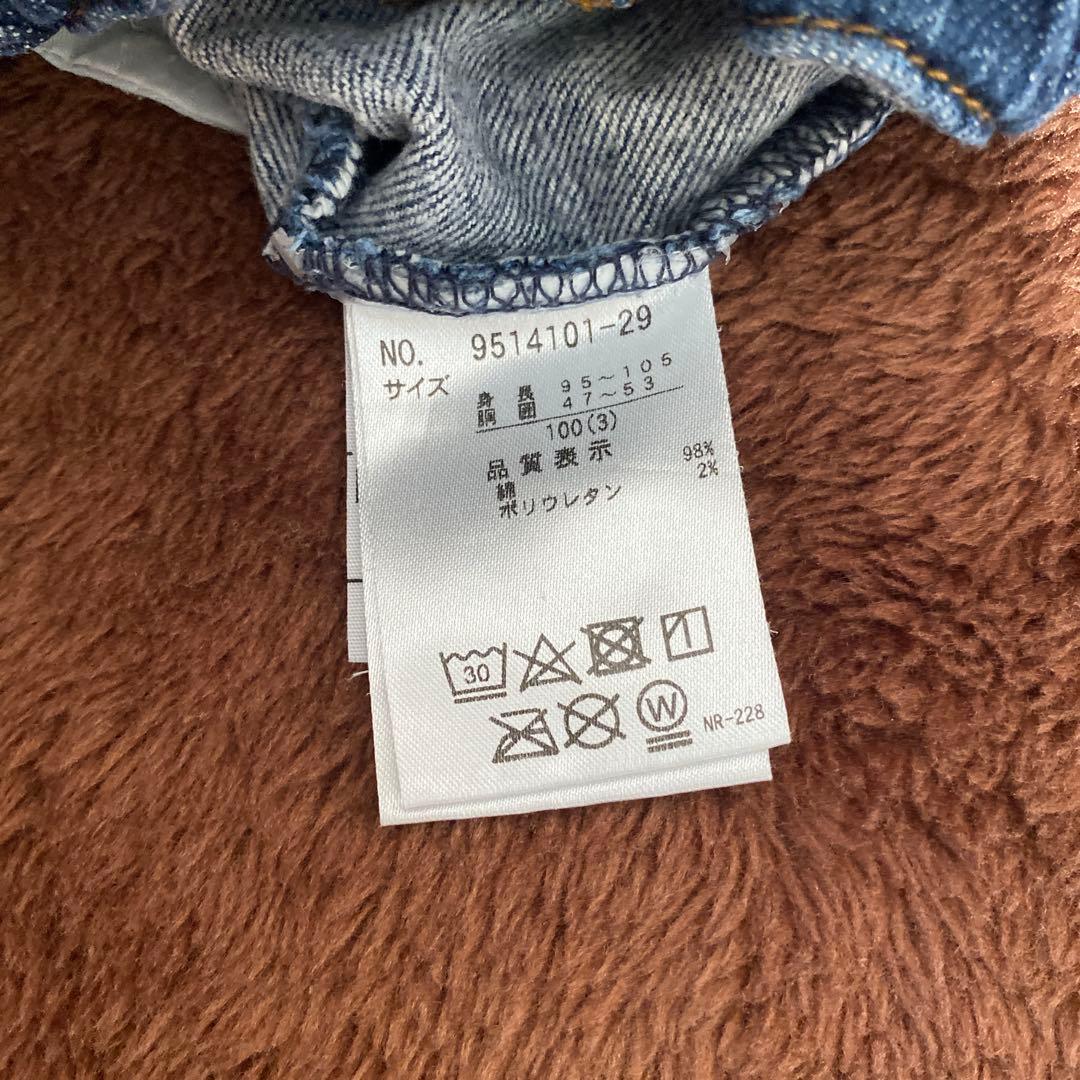 NO. 9514101-29
サイズ 身長 95～105
胸囲 47～53
100(3)
品質表示
綿 98%
ポリウレタン 2%
30
W NR-228